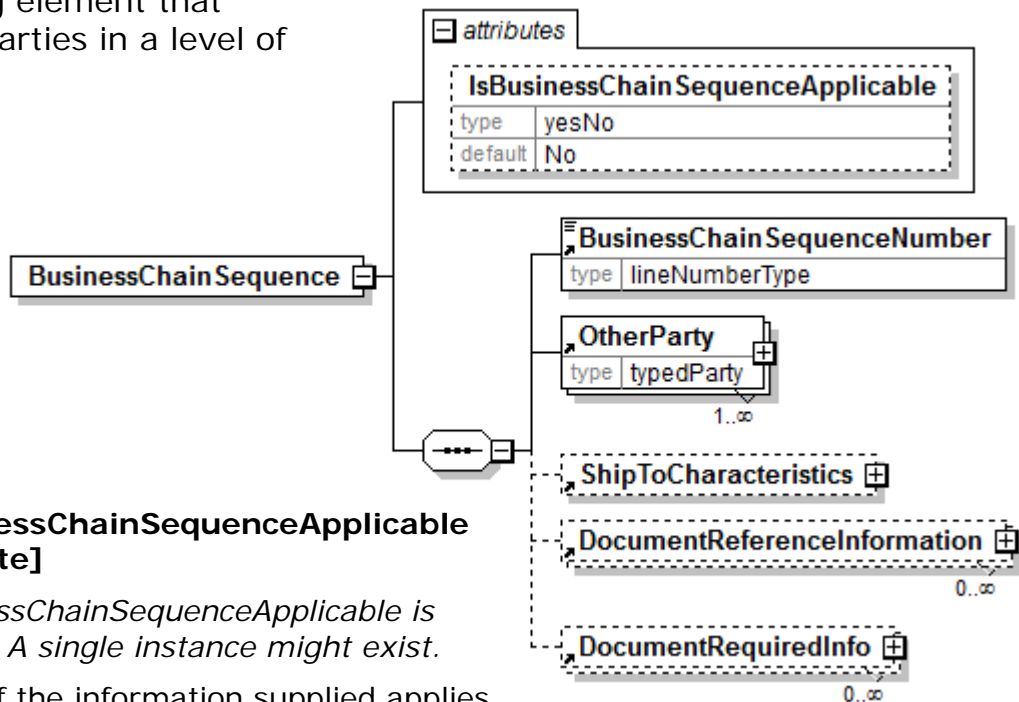 element that
arties in a level of
attributes
IsBusinessChainSequenceApplicable
type yesNo
default No
BusinessChainSequence
BusinessChainSequenceNumber
type lineNumberType
OtherParty
type typedParty
1..∞
ShipToCharacteristics
DocumentReferenceInformation
0..∞
DocumentRequiredInfo
0..∞
essChainSequenceApplicable
te]
ssChainSequenceApplicable is
A single instance might exist.
f the information supplied applies